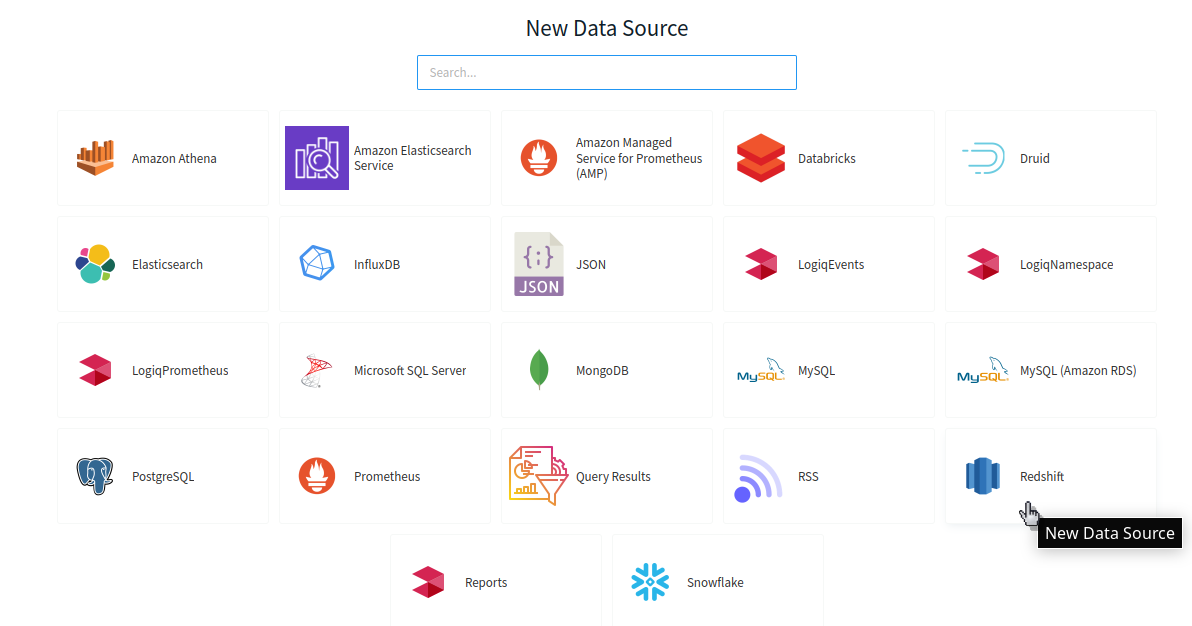 New Data Source
Search...
Amazon Athena
Amazon Elasticsearch
Service
Amazon Managed
Service for Prometheus
(AMP)
Databricks
Druid
Elasticsearch
InfluxDB
{;}
JSON
JSON
LogiqEvents
LogiqNamespace
LogiqPrometheus
Microsoft SQL Server
MongoDB
MySQL
MySQL
MySQL
MySQL (Amazon RDS)
PostgreSQL
Prometheus
Query Results
RSS
Redshift
New Data Source
Reports
Snowflake